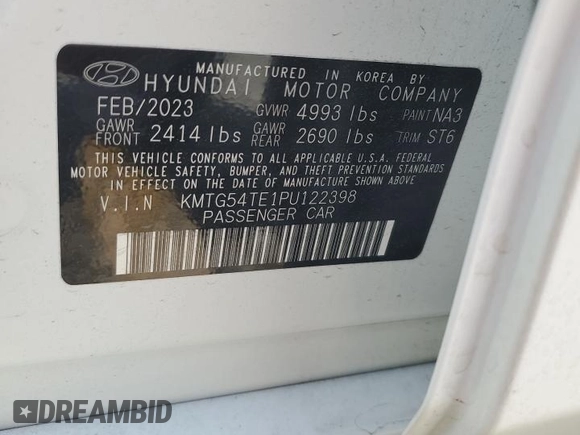 MANUFACTURED IN KOREA BY
HYUNDAI MOTOR COMPANY
FEB/2023 GVWR 4993 lbs PAINT NA3
GAWR FRONT 2414 lbs GAWR REAR 2690 lbs TRIM ST6
THIS VEHICLE CONFORMS TO ALL APPLICABLE U.S.A. FEDERAL
MOTOR VEHICLE SAFETY, BUMPER, AND THEFT PREVENTION STANDARDS
IN EFFECT ON THE DATE OF MANUFACTURE SHOWN ABOVE.
V.I.N KMTG54TE1PU122398
PASSENGER CAR
DREAMBID